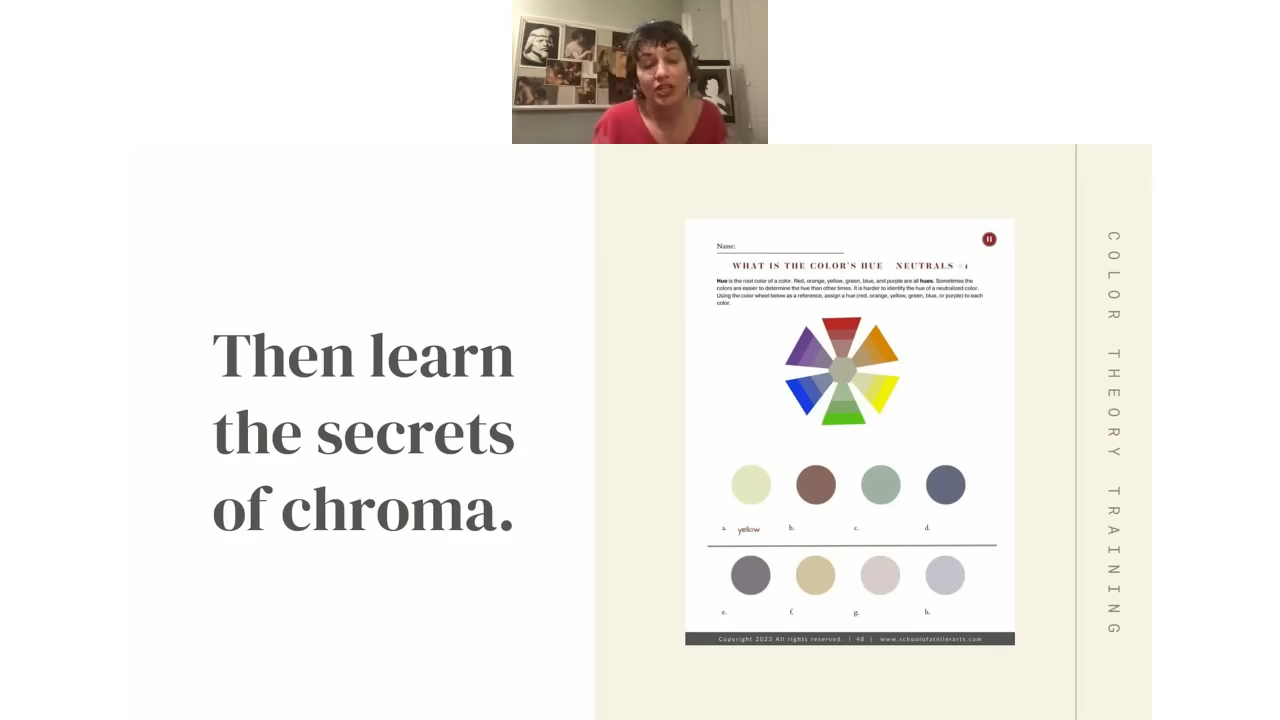 Then learn
the secrets
of chroma.
Name:
WHAT IS THE COLOR'S HUE NEUTRALS #1
Hue is the root color of a color. Red, orange, yellow, green, blue, and purple are all hues. Sometimes the
colors are easier to determine the hue than other times. It is harder to identify the hue of a neutralized color.
Using the color wheel below as a reference, assign a hue (red, orange, yellow, green, blue, or purple) to each
color.
a. yellow b. c. d.
e. f. g. h.
Copyright 2023 All rights reserved. | 48 | www.schoolofatelierarts.com
COLOR THEORY TRAINING